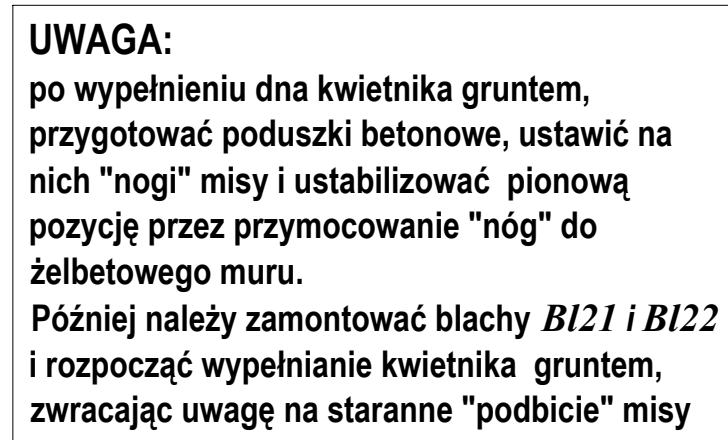 UWAGA:
po wypełnieniu dna kwietnika gruntem,
przygotować poduszki betonowe, ustawić na
nich "nogi" misy i ustabilizować  pionową
pozycję przez przymocowanie "nóg" do
żelbetowego muru.
Później należy zamontować blachy Bl21 i Bl22
i rozpocząć wypełnianie kwietnika  gruntem,
zwracając uwagę na staranne "podbicie" misy